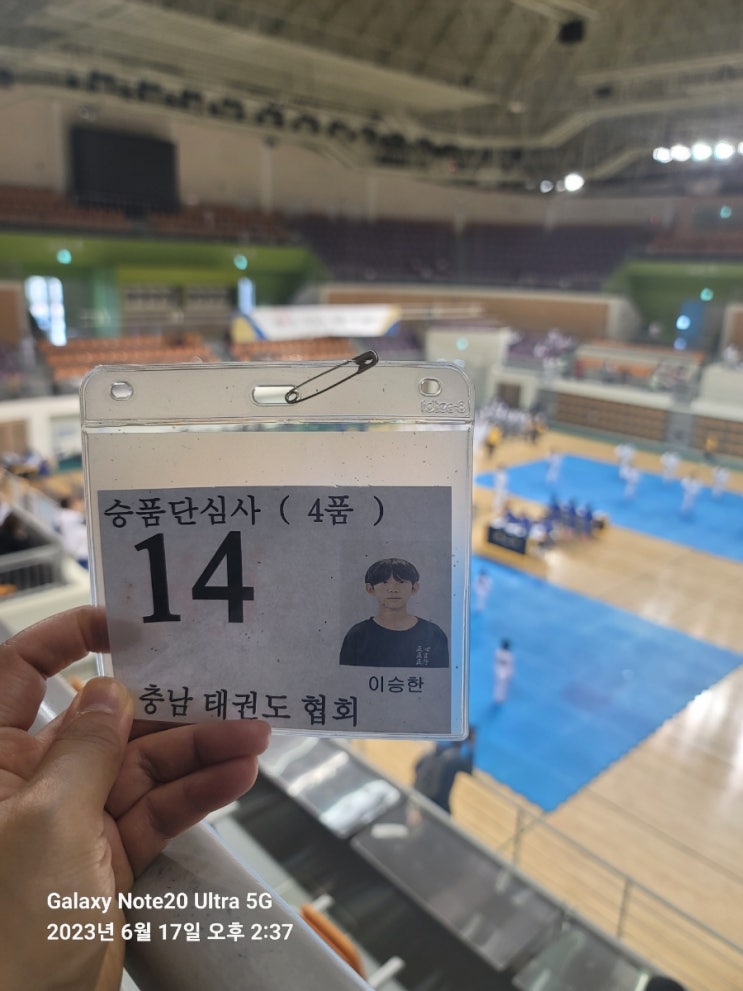 승품단심사 ( 4품 )
14
이승한
충남 태권도 협회
Galaxy Note20 Ultra 5G
2023년 6월 17일 오후 2:37